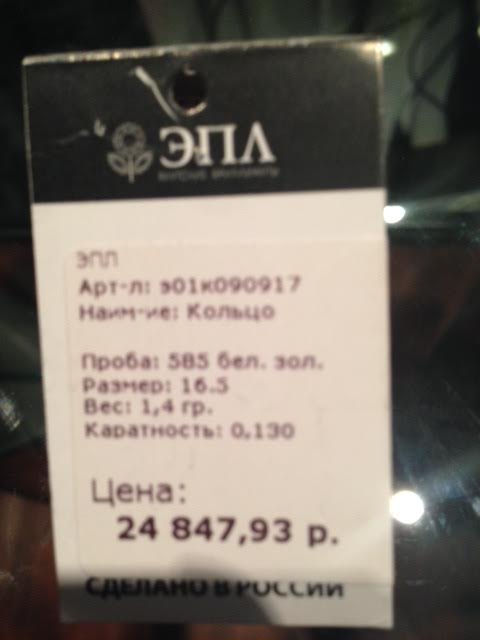 ЭПЛ
ЭПЛ
Арт-л: э01к090917
Наим-ие: Кольцо
Проба: 585 бел. зол.
Размер: 16.5
Вес: 1,4 гр.
Каратность: 0,130
Цена:
24 847,93 р.
СДЕЛАНО В РОССИИ